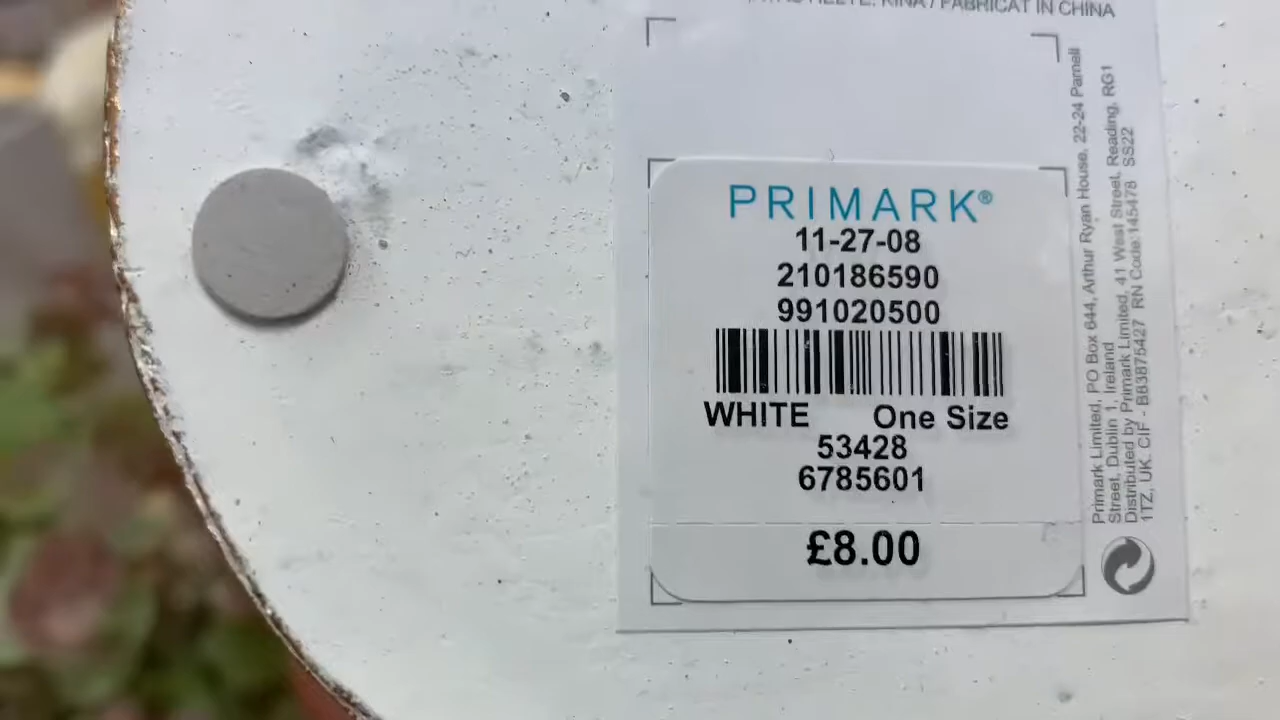 KINA / FABRICAT IN CHINA
PRIMARK®
11-27-08
210186590
991020500
WHITE One Size
53428
6785601
£8.00
Primark Limited, PO Box 644, Arthur Ryan House, 22-24 Parnell
Street, Dublin 1, Ireland
Distributed by Primark Limited, 41 West Street, Reading, RG1
1TZ, UK. CIF - B83875427 RN Code:145478 SS22